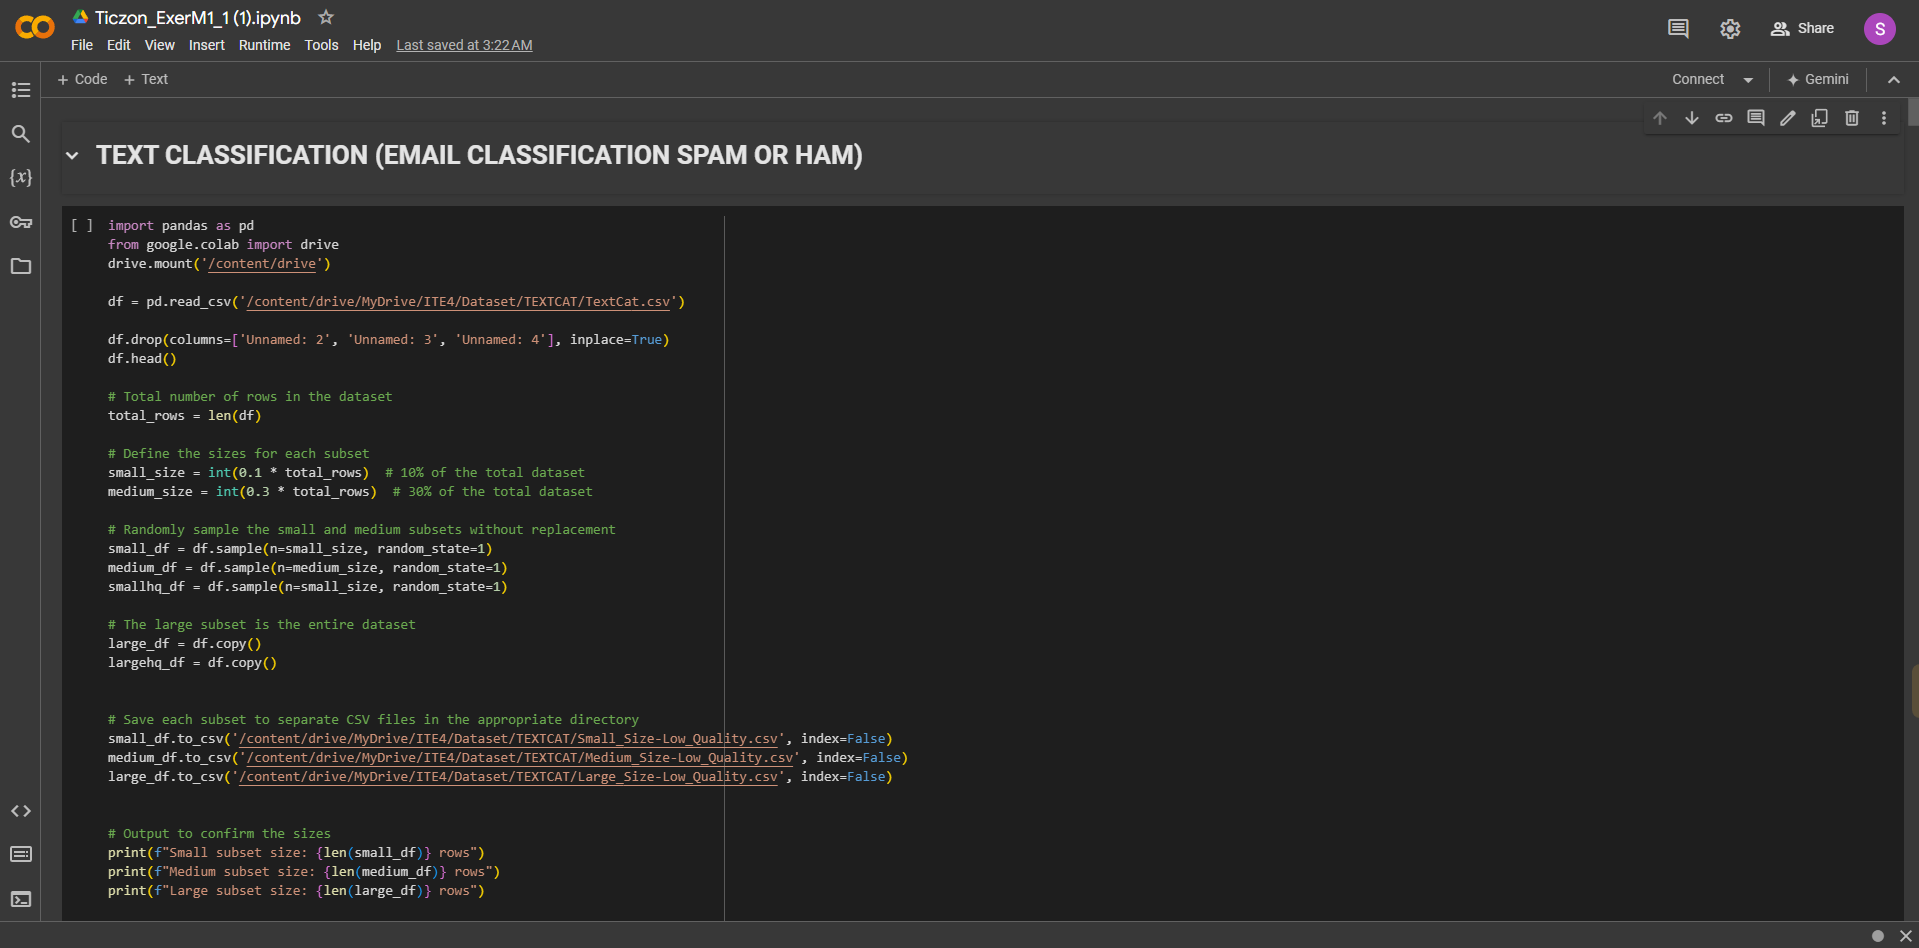 Ticzon_ExerM1_1 (1).ipynb
File Edit View Insert Runtime Tools Help Last saved at 3:22 AM
Share
S
+ Code + Text
Connect
Gemini
TEXT CLASSIFICATION (EMAIL CLASSIFICATION SPAM OR HAM)
{x}
[ ] import pandas as pd
from google.colab import drive
drive.mount('/content/drive')
df = pd.read_csv('/content/drive/MyDrive/ITE4/Dataset/TEXTCAT/TextCat.csv')
df.drop(columns=['Unnamed: 2', 'Unnamed: 3', 'Unnamed: 4'], inplace=True)
df.head()
# Total number of rows in the dataset
total_rows = len(df)
# Define the sizes for each subset
small_size = int(0.1 * total_rows)  # 10% of the total dataset
medium_size = int(0.3 * total_rows)  # 30% of the total dataset
# Randomly sample the small and medium subsets without replacement
small_df = df.sample(n=small_size, random_state=1)
medium_df = df.sample(n=medium_size, random_state=1)
smallhq_df = df.sample(n=small_size, random_state=1)
# The large subset is the entire dataset
large_df = df.copy()
largehq_df = df.copy()
# Save each subset to separate CSV files in the appropriate directory
small_df.to_csv('/content/drive/MyDrive/ITE4/Dataset/TEXTCAT/Small_Size-Low_Quality.csv', index=False)
medium_df.to_csv('/content/drive/MyDrive/ITE4/Dataset/TEXTCAT/Medium_Size-Low_Quality.csv', index=False)
large_df.to_csv('/content/drive/MyDrive/ITE4/Dataset/TEXTCAT/Large_Size-Low_Quality.csv', index=False)
# Output to confirm the sizes
print(f"Small subset size: {len(small_df)} rows")
print(f"Medium subset size: {len(medium_df)} rows")
print(f"Large subset size: {len(large_df)} rows")